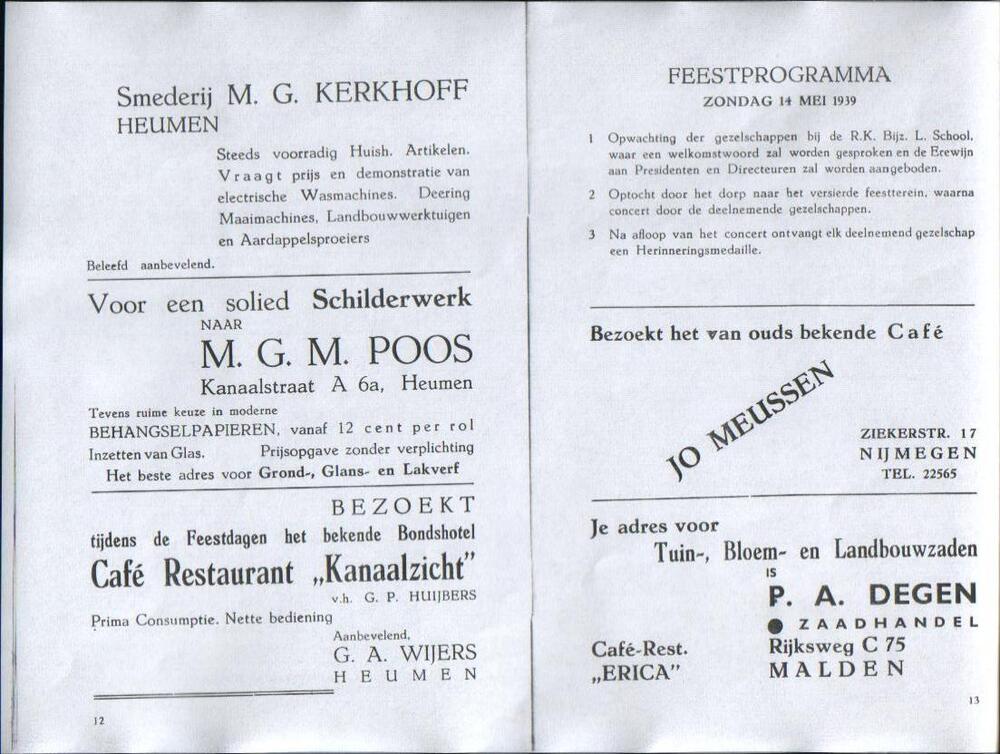 Smederij M. G. KERKHOFF
HEUMEN
Steeds voorradig Huish. Artikelen.
Vraagt prijs en demonstratie van
electrische Wasmachines. Deering
Maaimachines, Landbouwwerktuigen
en Aardappelsproeiers
Beleefd aanbevelend.
Voor een solied Schilderwerk
NAAR
M. G. M. POOS
Kanaalstraat A 6a, Heumen
Tevens ruime keuze in moderne
BEHANGSELPAPIEREN, vanaf 12 cent per rol
Inzetten van Glas. Prijsopgave zonder verplichting
Het beste adres voor Grond-, Glans- en Lakverf
BEZOEKT
tijdens de Feestdagen het bekende Bondshotel
Café Restaurant „Kanaalzicht”
v.h. G. P. HUIJBERS
Prima Consumptie. Nette bediening
Aanbevelend,
G. A. WIJERS
HEUMEN
12
FEESTPROGRAMMA
ZONDAG 14 MEI 1939
1 Opwachting der gezelschappen bij de R.K. Bijz. L. School,
waar een welkomstwoord zal worden gesproken en de Erewijn
aan Presidenten en Directeuren zal worden aangeboden.
2 Optocht door het dorp naar het versierde feestterein, waarna
concert door de deelnemende gezelschappen.
3 Na afloop van het concert ontvangt elk deelnemend gezelschap
een Herinneringsmedaille.
Bezoekt het van ouds bekende Café
JO MEUSSEN
ZIEKERSTR. 17
NIJMEGEN
TEL. 22565
Je adres voor
Tuin-, Bloem- en Landbouwzaden
IS
P. A. DEGEN
● ZAADHANDEL
Café-Rest. Rijksweg C 75
„ERICA” MALDEN
13